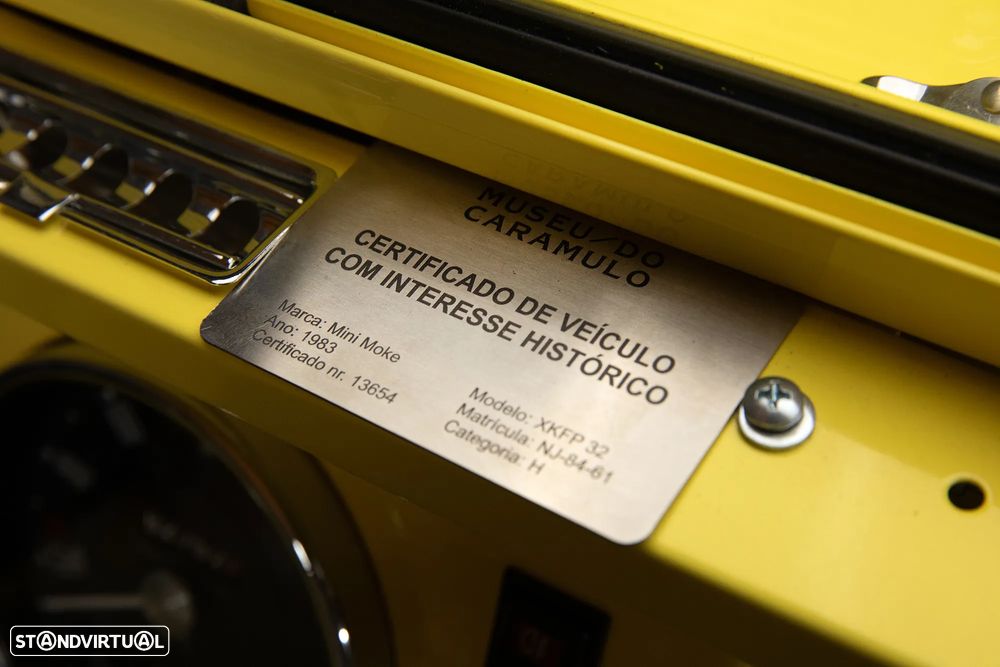 MUSEU/DO
CARAMULO
CERTIFICADO DE VEÍCULO
COM INTERESSE HISTÓRICO
Marca: Mini Moke
Ano: 1983
Certificado nr. 13654
Modelo: XKFP 32
Matrícula: NJ-84-61
Categoria: H
STANDVIRTUAL